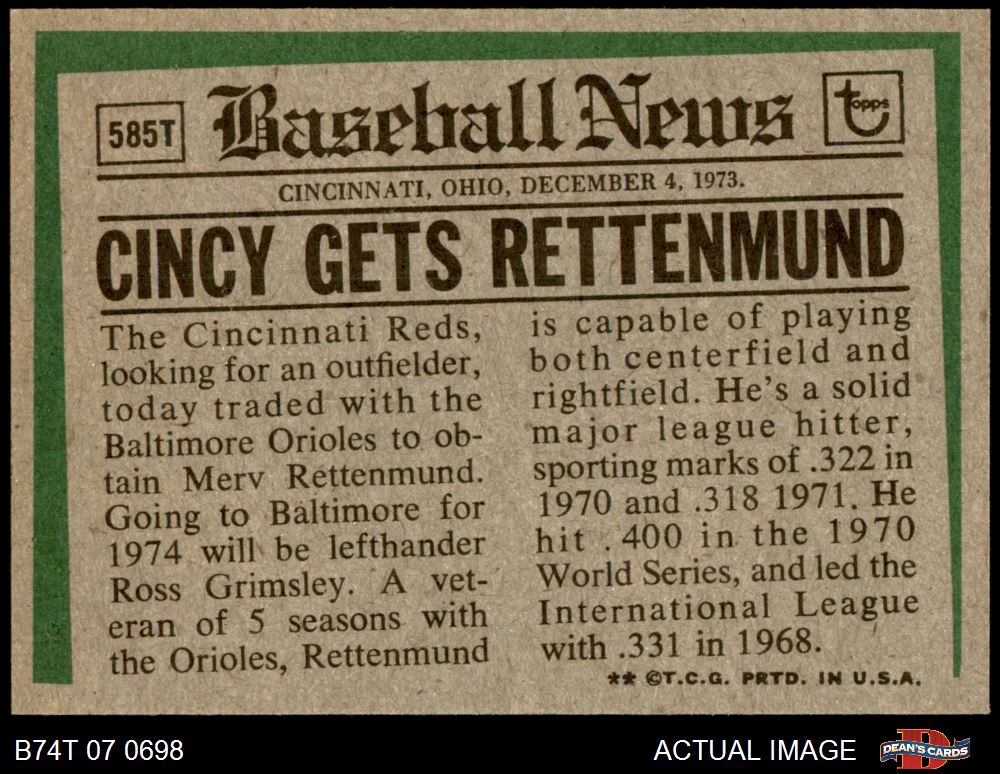 585T
Baseball News
Topps
CINCINNATI, OHIO, DECEMBER 4, 1973.
CINCY GETS RETTENMUND
The Cincinnati Reds,
looking for an outfielder,
today traded with the
Baltimore Orioles to ob-
tain Merv Rettenmund.
Going to Baltimore for
1974 will be lefthander
Ross Grimsley. A vet-
eran of 5 seasons with
the Orioles, Rettenmund
is capable of playing
both centerfield and
rightfield. He's a solid
major league hitter,
sporting marks of .322 in
1970 and .318 1971. He
hit .400 in the 1970
World Series, and led the
International League
with .331 in 1968.
** ©T.C.G. PRTD. IN U.S.A.
B74T 07 0698
ACTUAL IMAGE
D
DEAN'S CARDS